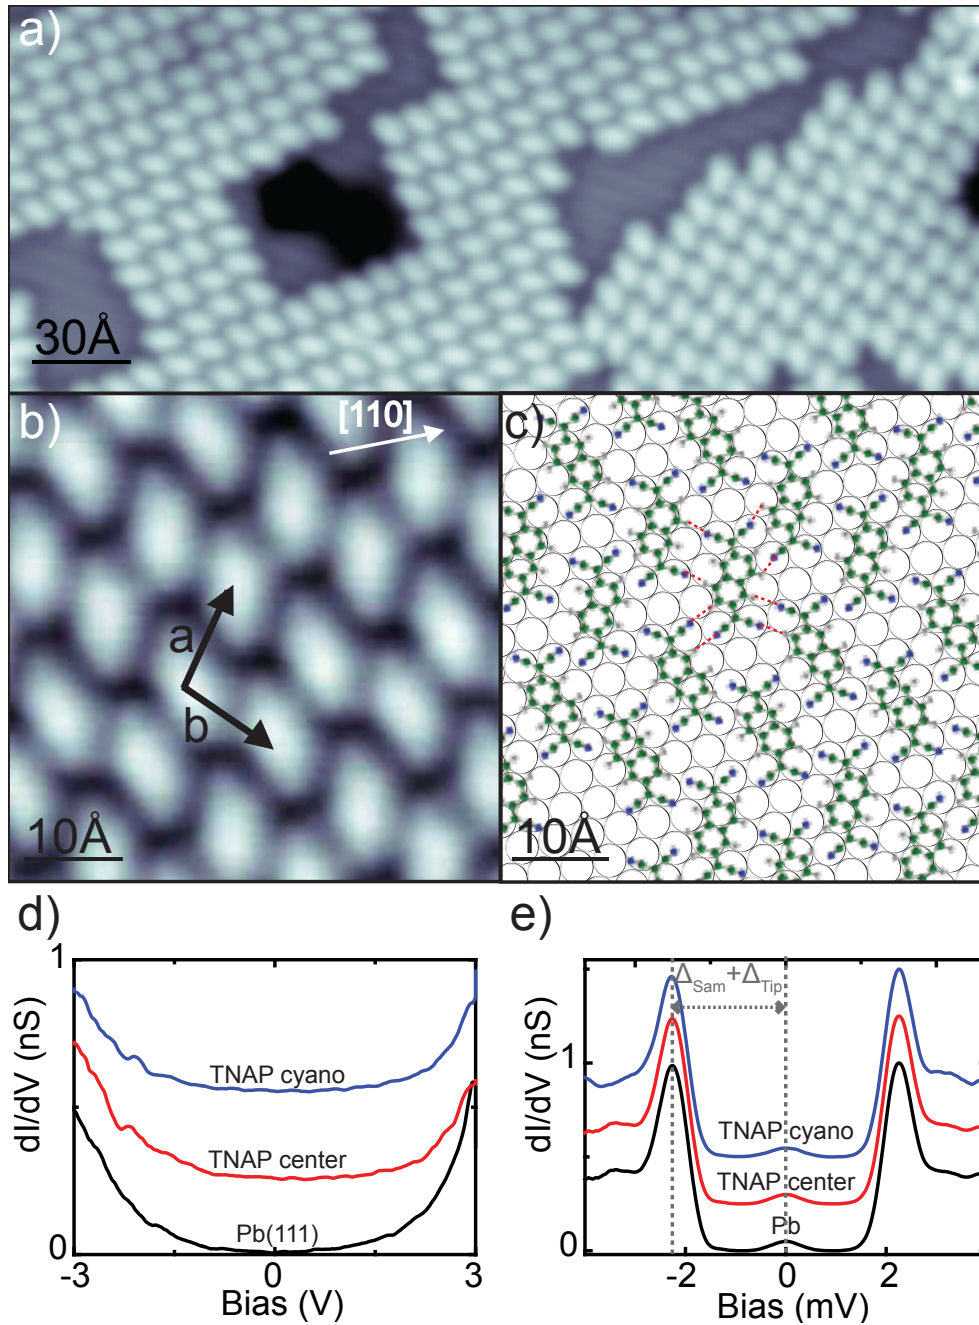 a)
30Å
b)
[110]
a
b
10Å
c)
10Å
d)
1
dI/dV (nS)
TNAP cyano
TNAP center
Pb(111)
0
-3
0
3
Bias (V)
e)
ΔSam+ΔTip
1
dI/dV (nS)
TNAP cyano
TNAP center
Pb
0
-2
0
2
Bias (mV)